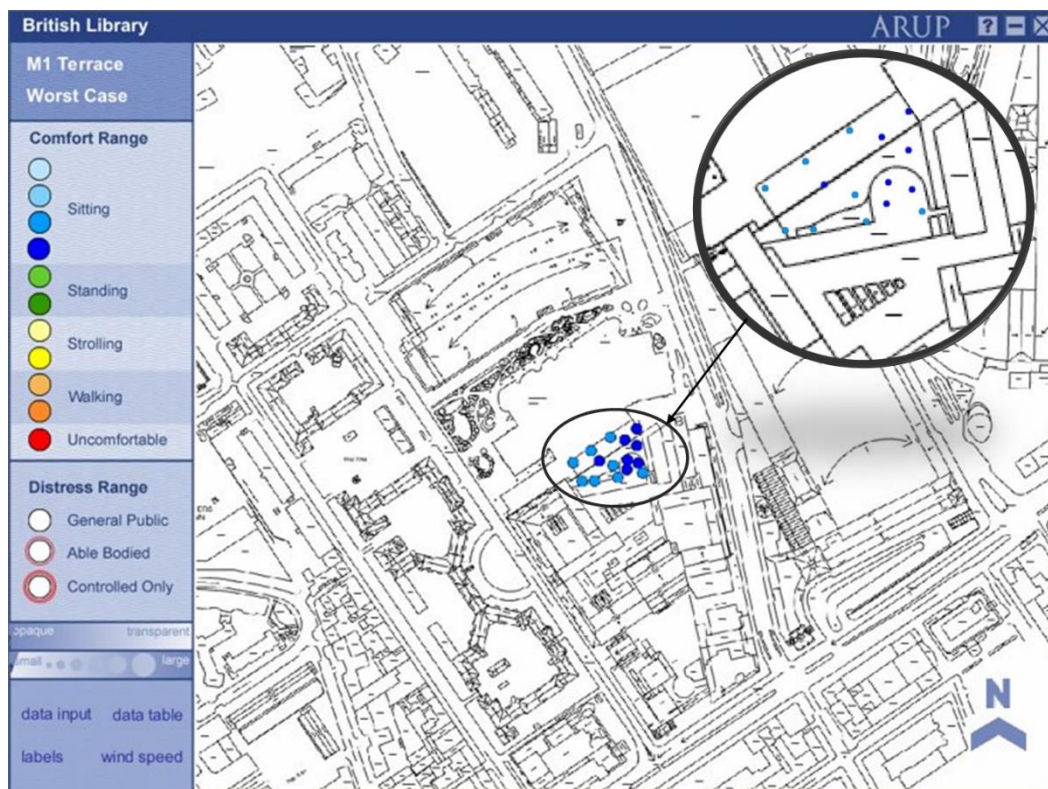 British Library
ARUP ?
M1 Terrace
Worst Case
Comfort Range
Sitting
Standing
Strolling
Walking
Uncomfortable
Distress Range
General Public
Able Bodied
Controlled Only
opaque transparent
small large
data input data table
labels wind speed
N